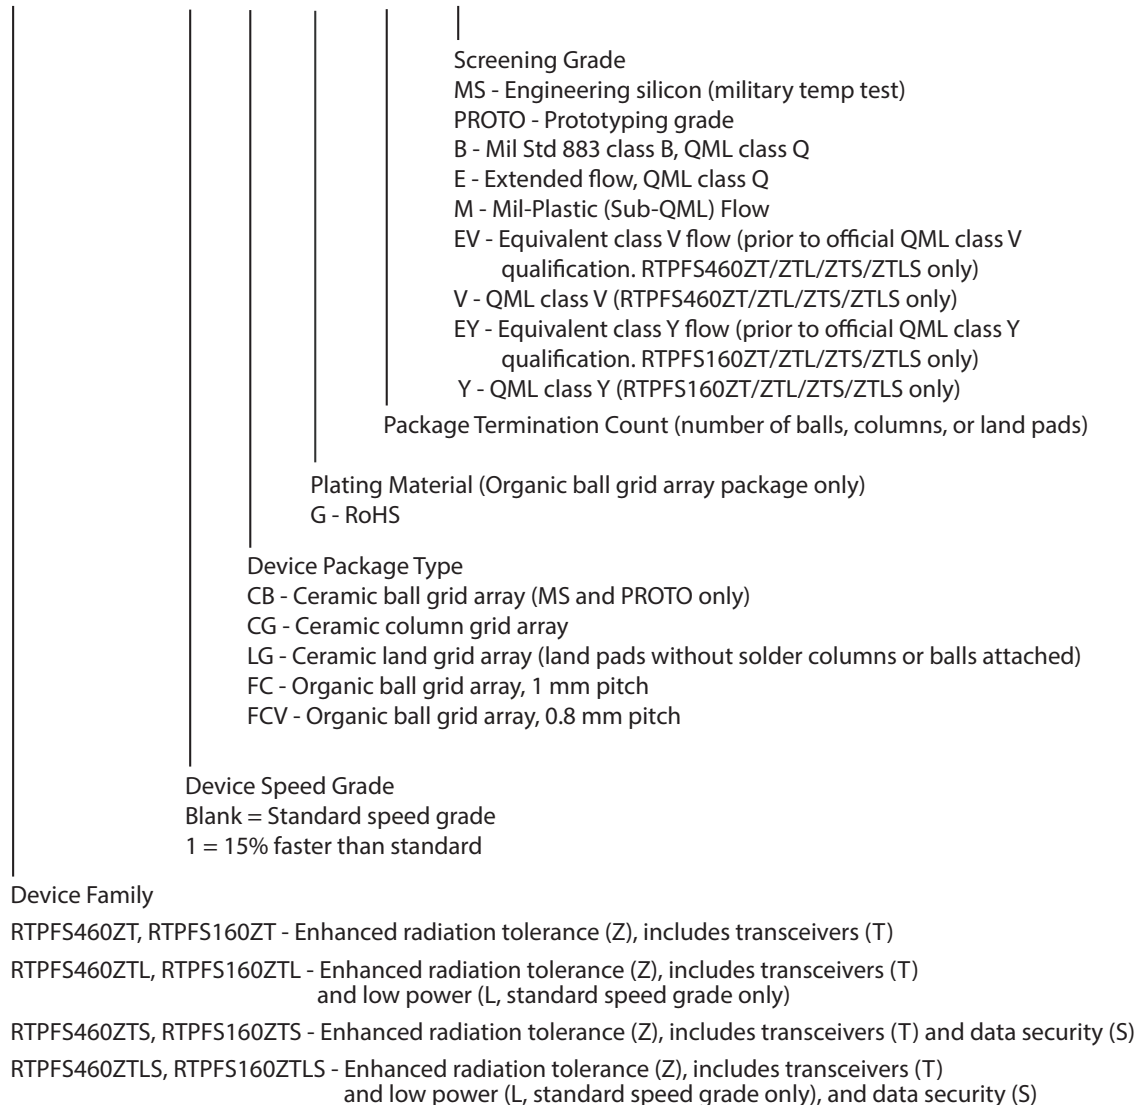 Screening Grade
MS - Engineering silicon (military temp test)
PROTO - Prototyping grade
B - Mil Std 883 class B, QML class Q
E - Extended flow, QML class Q
M - Mil-Plastic (Sub-QML) Flow
EV - Equivalent class V flow (prior to official QML class V
qualification. RTPFS460ZT/ZTL/ZTS/ZTLS only)
V - QML class V (RTPFS460ZT/ZTL/ZTS/ZTLS only)
EY - Equivalent class Y flow (prior to official QML class Y
qualification. RTPFS160ZT/ZTL/ZTS/ZTLS only)
Y - QML class Y (RTPFS160ZT/ZTL/ZTS/ZTLS only)
Package Termination Count (number of balls, columns, or land pads)
Plating Material (Organic ball grid array package only)
G - RoHS
Device Package Type
CB - Ceramic ball grid array (MS and PROTO only)
CG - Ceramic column grid array
LG - Ceramic land grid array (land pads without solder columns or balls attached)
FC - Organic ball grid array, 1 mm pitch
FCV - Organic ball grid array, 0.8 mm pitch
Device Speed Grade
Blank = Standard speed grade
1 = 15% faster than standard
Device Family
RTPFS460ZT, RTPFS160ZT - Enhanced radiation tolerance (Z), includes transceivers (T)
RTPFS460ZTL, RTPFS160ZTL - Enhanced radiation tolerance (Z), includes transceivers (T)
and low power (L, standard speed grade only)
RTPFS460ZTS, RTPFS160ZTS - Enhanced radiation tolerance (Z), includes transceivers (T) and data security (S)
RTPFS460ZTLS, RTPFS160ZTLS - Enhanced radiation tolerance (Z), includes transceivers (T)
and low power (L, standard speed grade only), and data security (S)